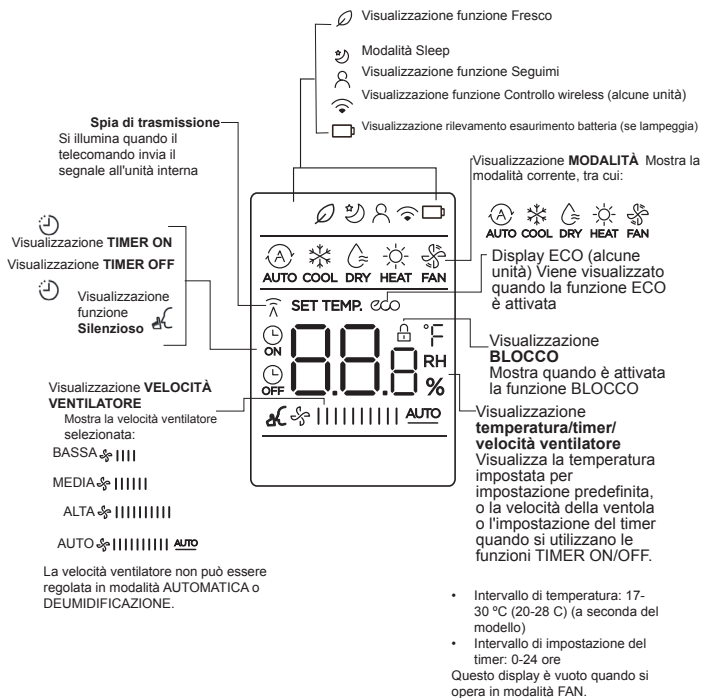 Visualizzazione funzione Fresco
Modalità Sleep
Visualizzazione funzione Seguimi
Visualizzazione funzione Controllo wireless (alcune unità)
Visualizzazione rilevamento esaurimento batteria (se lampeggia)
Spia di trasmissione
Si illumina quando il
telecomando invia il
segnale all'unità interna
Visualizzazione MODALITÀ Mostra la
modalità corrente, tra cui:
AUTO COOL DRY HEAT FAN
Visualizzazione TIMER ON
Visualizzazione TIMER OFF
Visualizzazione
funzione
Silenzioso
AUTO COOL DRY HEAT FAN
SET TEMP. eco
ON
OFF
88.8
°F
RH
%
AUTO
Display ECO (alcune
unità) Viene visualizzato
quando la funzione ECO
è attivata
Visualizzazione
BLOCCO
Mostra quando è attivata
la funzione BLOCCO
Visualizzazione VELOCITÀ
VENTILATORE
Mostra la velocità ventilatore
selezionata:
BASSA
MEDIA
ALTA
AUTO AUTO
La velocità ventilatore non può essere
regolata in modalità AUTOMATICA o
DEUMIDIFICAZIONE.
Visualizzazione
temperatura/timer/
velocità ventilatore
Visualizza la temperatura
impostata per
impostazione predefinita,
o la velocità della ventola
o l'impostazione del timer
quando si utilizzano le
funzioni TIMER ON/OFF.
• Intervallo di temperatura: 17-
30 ºC (20-28 C) (a seconda del
modello)
• Intervallo di impostazione del
timer: 0-24 ore
Questo display è vuoto quando si
opera in modalità FAN.